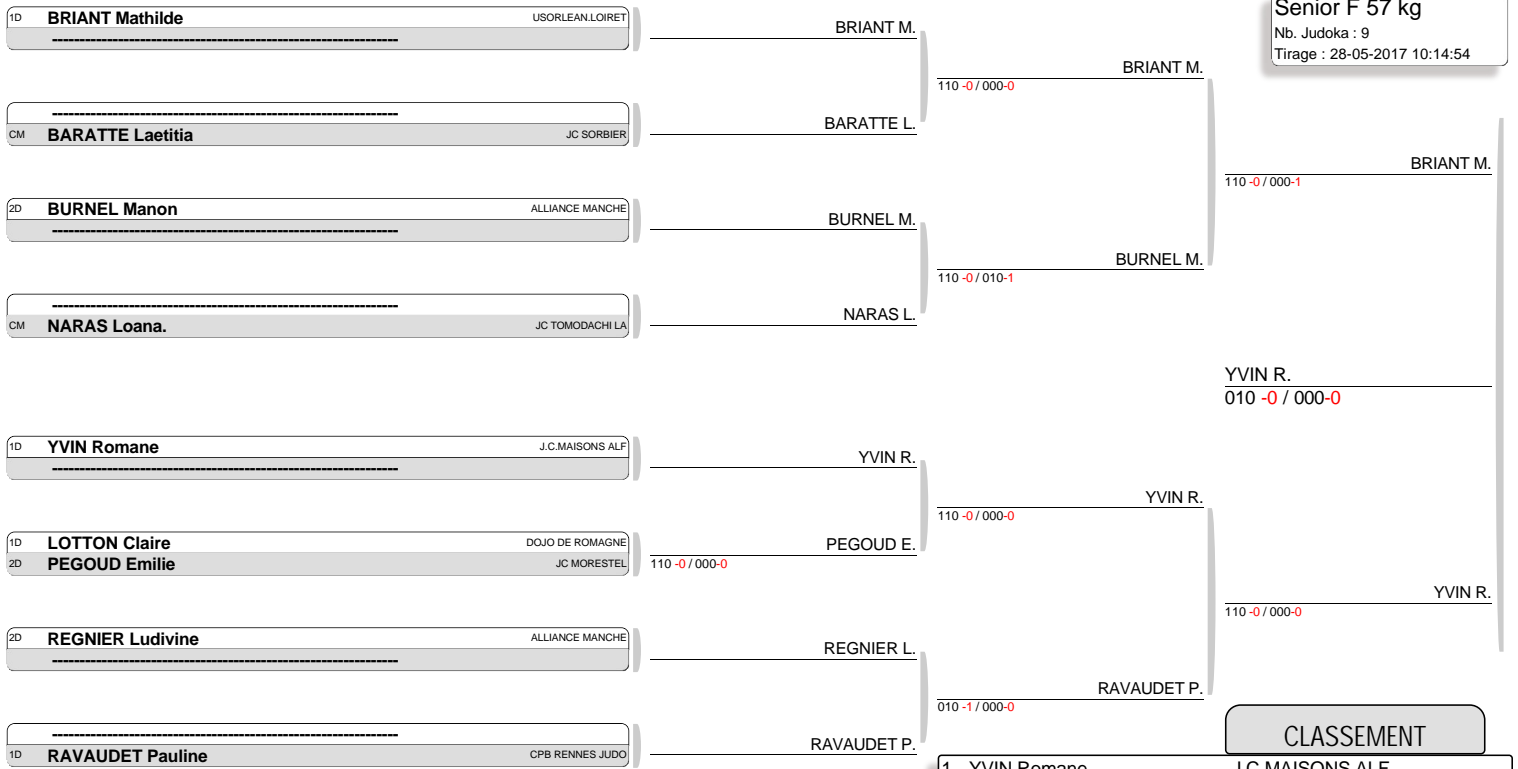 Senior F 57 kg
Nb. Judoka : 9
Tirage : 28-05-2017 10:14:54
1D BRIANT Mathilde USORLEAN.LOIRET
------------------------------------------------------------------
BRIANT M.
BRIANT M.
110 -0 / 000-0
------------------------------------------------------------------
CM BARATTE Laetitia JC SORBIER
BARATTE L.
BRIANT M.
110 -0 / 000-1
2D BURNEL Manon ALLIANCE MANCHE
------------------------------------------------------------------
BURNEL M.
BURNEL M.
110 -0 / 010-1
------------------------------------------------------------------
CM NARAS Loana. JC TOMODACHI LA
NARAS L.
YVIN R.
010 -0 / 000-0
1D YVIN Romane J.C.MAISONS ALF
------------------------------------------------------------------
YVIN R.
YVIN R.
110 -0 / 000-0
1D LOTTON Claire DOJO DE ROMAGNE
2D PEGOUD Emilie JC MORESTEL
PEGOUD E.
110 -0 / 000-0
YVIN R.
110 -0 / 000-0
2D REGNIER Ludivine ALLIANCE MANCHE
------------------------------------------------------------------
REGNIER L.
RAVAUDET P.
010 -1 / 000-0
------------------------------------------------------------------
1D RAVAUDET Pauline CPB RENNES JUDO
RAVAUDET P.
CLASSEMENT
1 YVIN Romane J.C.MAISONS ALF